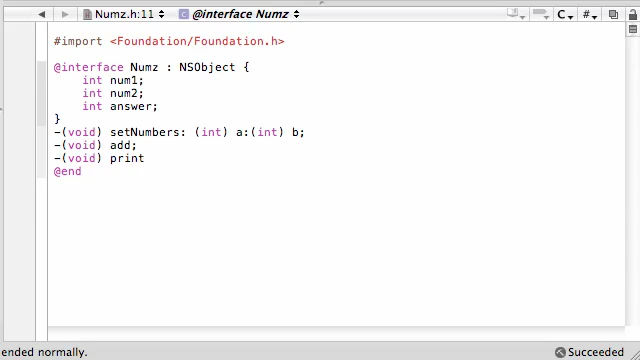 Numz.h:11 C @interface Numz C #
#import <Foundation/Foundation.h>
@interface Numz : NSObject {
int num1;
int num2;
int answer;
}
-(void) setNumbers: (int) a:(int) b;
-(void) add;
-(void) print
@end
ended normally. Succeeded